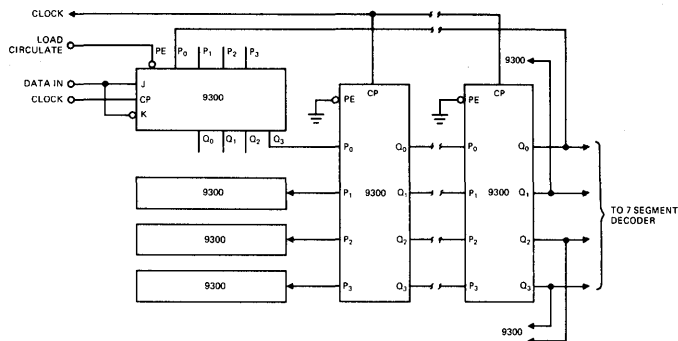 CLOCK
LOAD
CIRCULATE
PE P0 P1 P2 P3
9300
DATA IN
J
CLOCK
CP
9300
K
CP
CP
PE
PE
Q0 Q1 Q2 Q3
P0
Q0
P0
Q0
9300
P1
9300
Q1
P1
9300
Q1
TO 7 SEGMENT
DECODER
9300
P2
Q2
P2
Q2
9300
P3
Q3
P3
Q3
9300